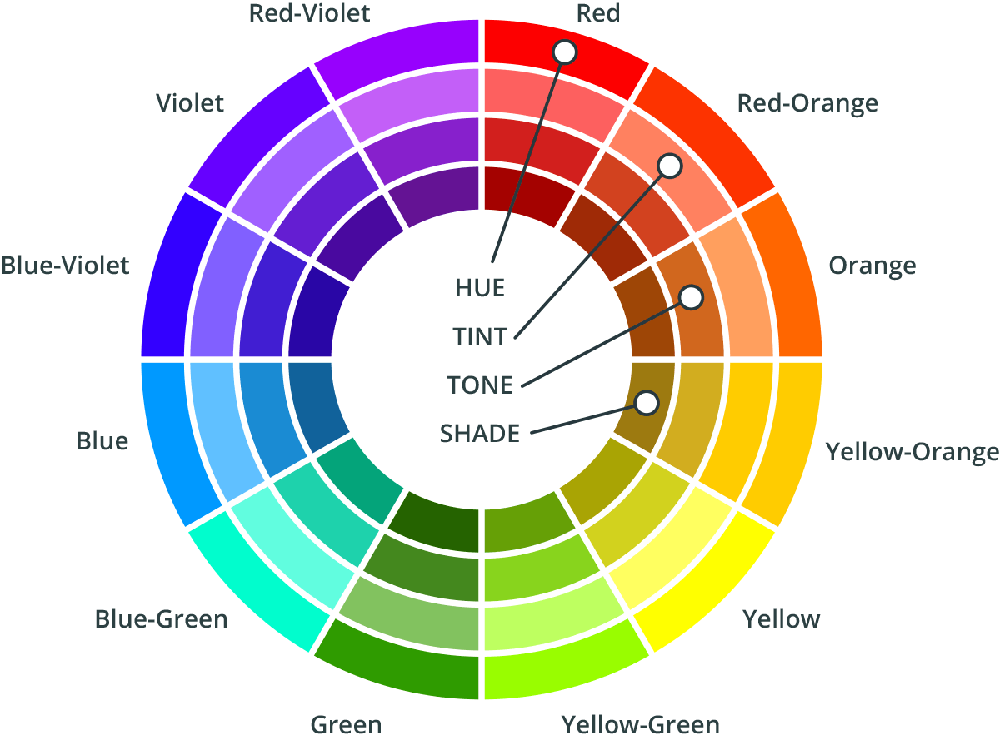 Red-Violet
Red
Violet
Red-Orange
Blue-Violet
Orange
HUE
TINT
TONE
SHADE
Blue
Yellow-Orange
Blue-Green
Yellow
Green
Yellow-Green